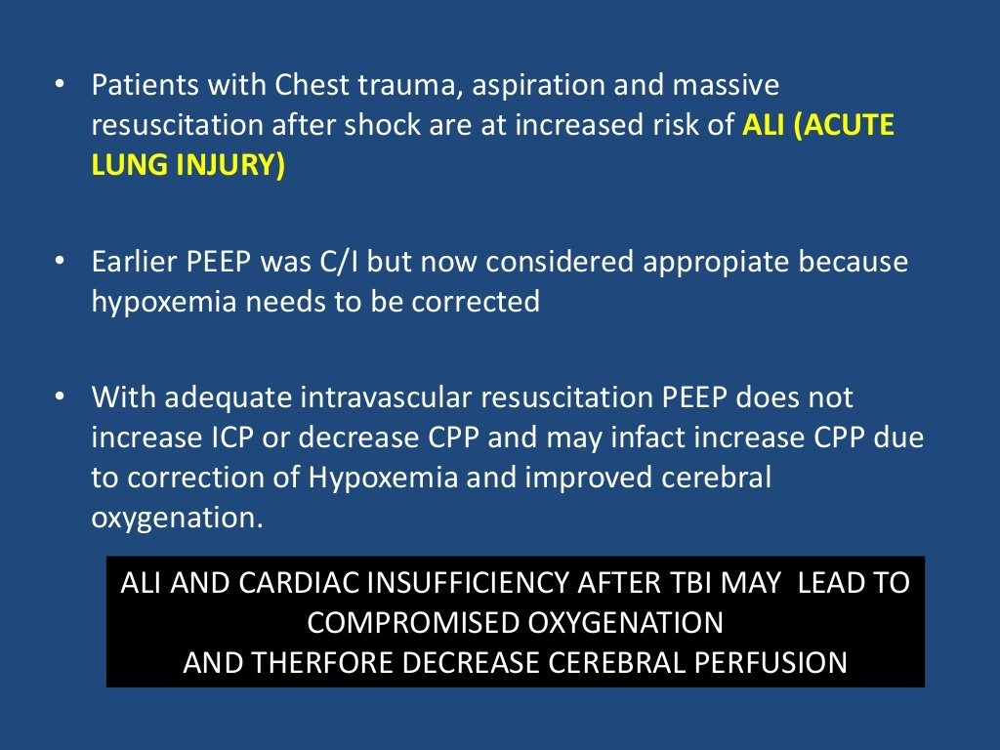 • Patients with Chest trauma, aspiration and massive
resuscitation after shock are at increased risk of ALI (ACUTE
LUNG INJURY)
• Earlier PEEP was C/I but now considered appropiate because
hypoxemia needs to be corrected
• With adequate intravascular resuscitation PEEP does not
increase ICP or decrease CPP and may infact increase CPP due
to correction of Hypoxemia and improved cerebral
oxygenation.
ALI AND CARDIAC INSUFFICIENCY AFTER TBI MAY  LEAD TO
COMPROMISED OXYGENATION
AND THERFORE DECREASE CEREBRAL PERFUSION